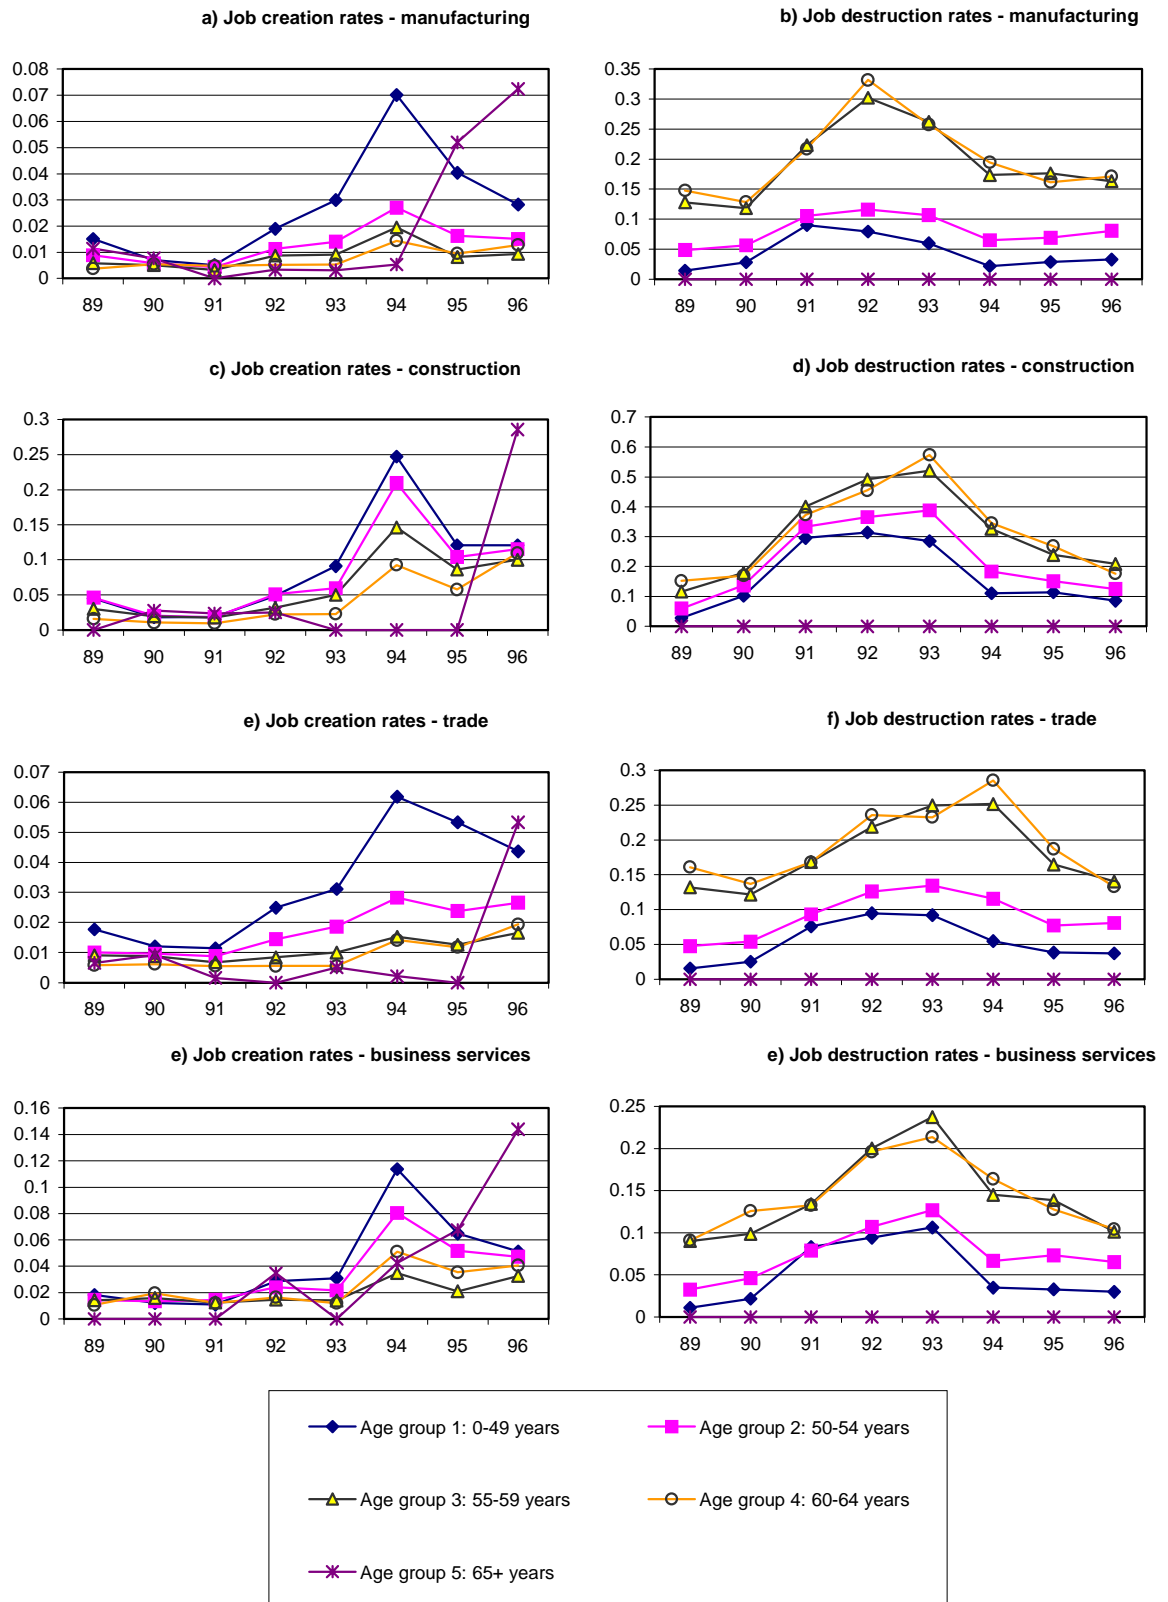 a) Job creation rates - manufacturing
0.08
0.07
0.06
0.05
0.04
0.03
0.02
0.01
0
89 90 91 92 93 94 95 96
b) Job destruction rates - manufacturing
0.35
0.3
0.25
0.2
0.15
0.1
0.05
0
89 90 91 92 93 94 95 96
c) Job creation rates - construction
0.3
0.25
0.2
0.15
0.1
0.05
0
89 90 91 92 93 94 95 96
d) Job destruction rates - construction
0.7
0.6
0.5
0.4
0.3
0.2
0.1
0
89 90 91 92 93 94 95 96
e) Job creation rates - trade
0.07
0.06
0.05
0.04
0.03
0.02
0.01
0
89 90 91 92 93 94 95 96
f) Job destruction rates - trade
0.3
0.25
0.2
0.15
0.1
0.05
0
89 90 91 92 93 94 95 96
e) Job creation rates - business services
0.16
0.14
0.12
0.1
0.08
0.06
0.04
0.02
0
89 90 91 92 93 94 95 96
e) Job destruction rates - business services
0.25
0.2
0.15
0.1
0.05
0
89 90 91 92 93 94 95 96
Age group 1: 0-49 years
Age group 2: 50-54 years
Age group 3: 55-59 years
Age group 4: 60-64 years
Age group 5: 65+ years